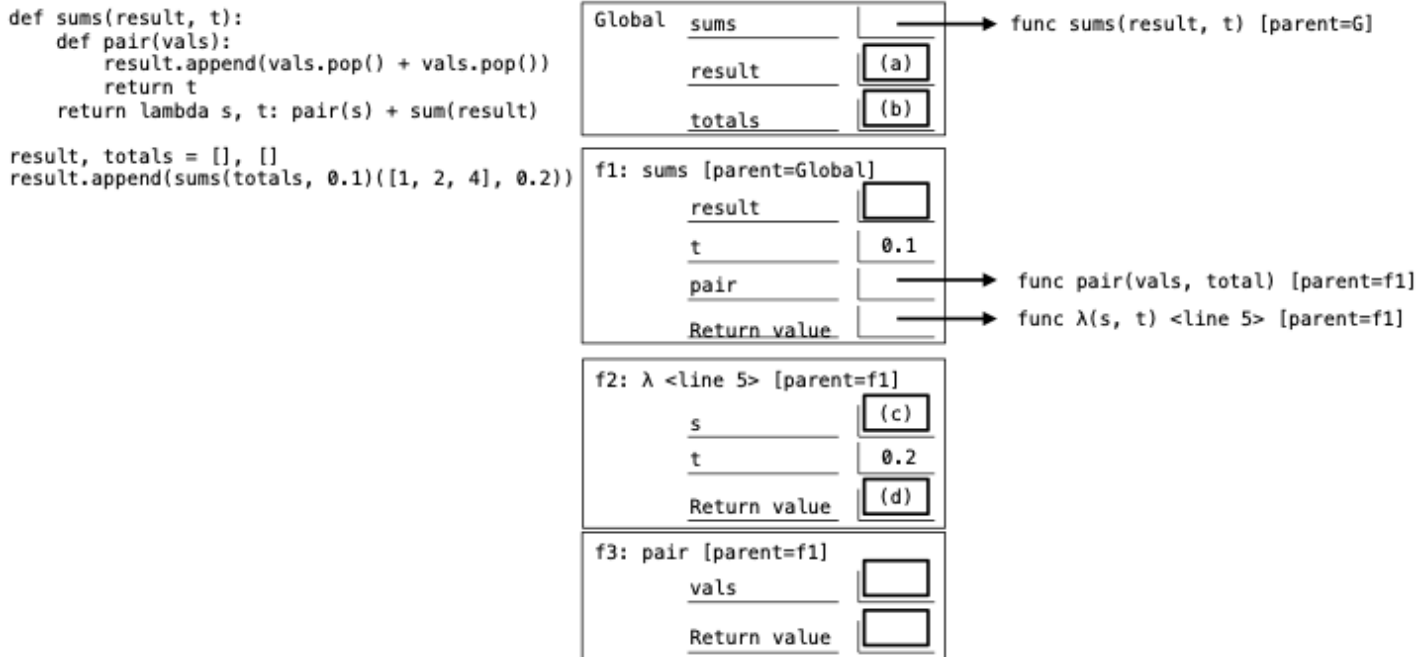 def sums(result, t):
    def pair(vals):
        result.append(vals.pop() + vals.pop())
        return t
    return lambda s, t: pair(s) + sum(result)
result, totals = [], []
result.append(sums(totals, 0.1)([1, 2, 4], 0.2))
Global sums
func sums(result, t) [parent=G]
result (a)
totals (b)
f1: sums [parent=Global]
result
t 0.1
pair
func pair(vals, total) [parent=f1]
Return value
func λ(s, t) <line 5> [parent=f1]
f2: λ <line 5> [parent=f1]
s (c)
t 0.2
Return value (d)
f3: pair [parent=f1]
vals
Return value